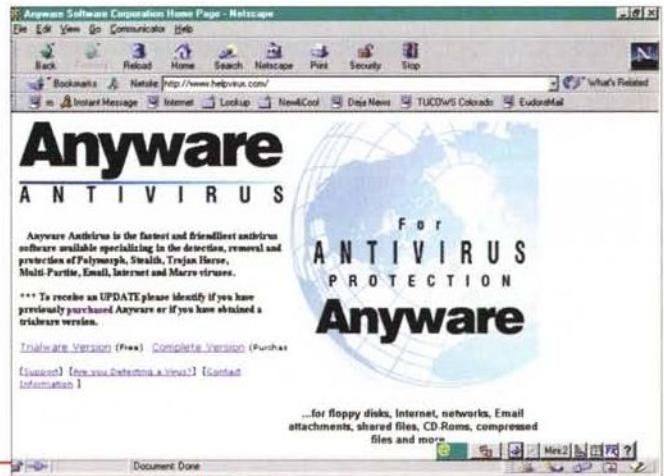 Anyware Software Corporation Home Page - Netscape
File Edit View Go Communicator Help
Back Reload Home Search Netscape Print Security Stop
Bookmarks Netsite http://www.helpvirus.com/ What's Related
m Instant Message Internet Lookup New&Cool Deja News TUCOWS Colorado EudoraMail
Anyware
ANTIVIRUS
Anyware Antivirus is the fastest and friendliest antivirus
software available specializing in the detection, removal and
protection of Polymorph, Stealth, Trojan Horse,
Multi-Partite, Email, Internet and Macro viruses.
*** To receive an UPDATE please identify if you have
previously purchased Anyware or if you have obtained a
trialware version.
Trialware Version (Free) Complete Version (Purchas
[Support] [Are you Detecting a Virus?] [Contact
Information ]
For
ANTIVIRUS
PROTECTION
Anyware
...for floppy disks, Internet, networks, Email
attachments, shared files, CD-Roms, compressed
files and more
Document Done